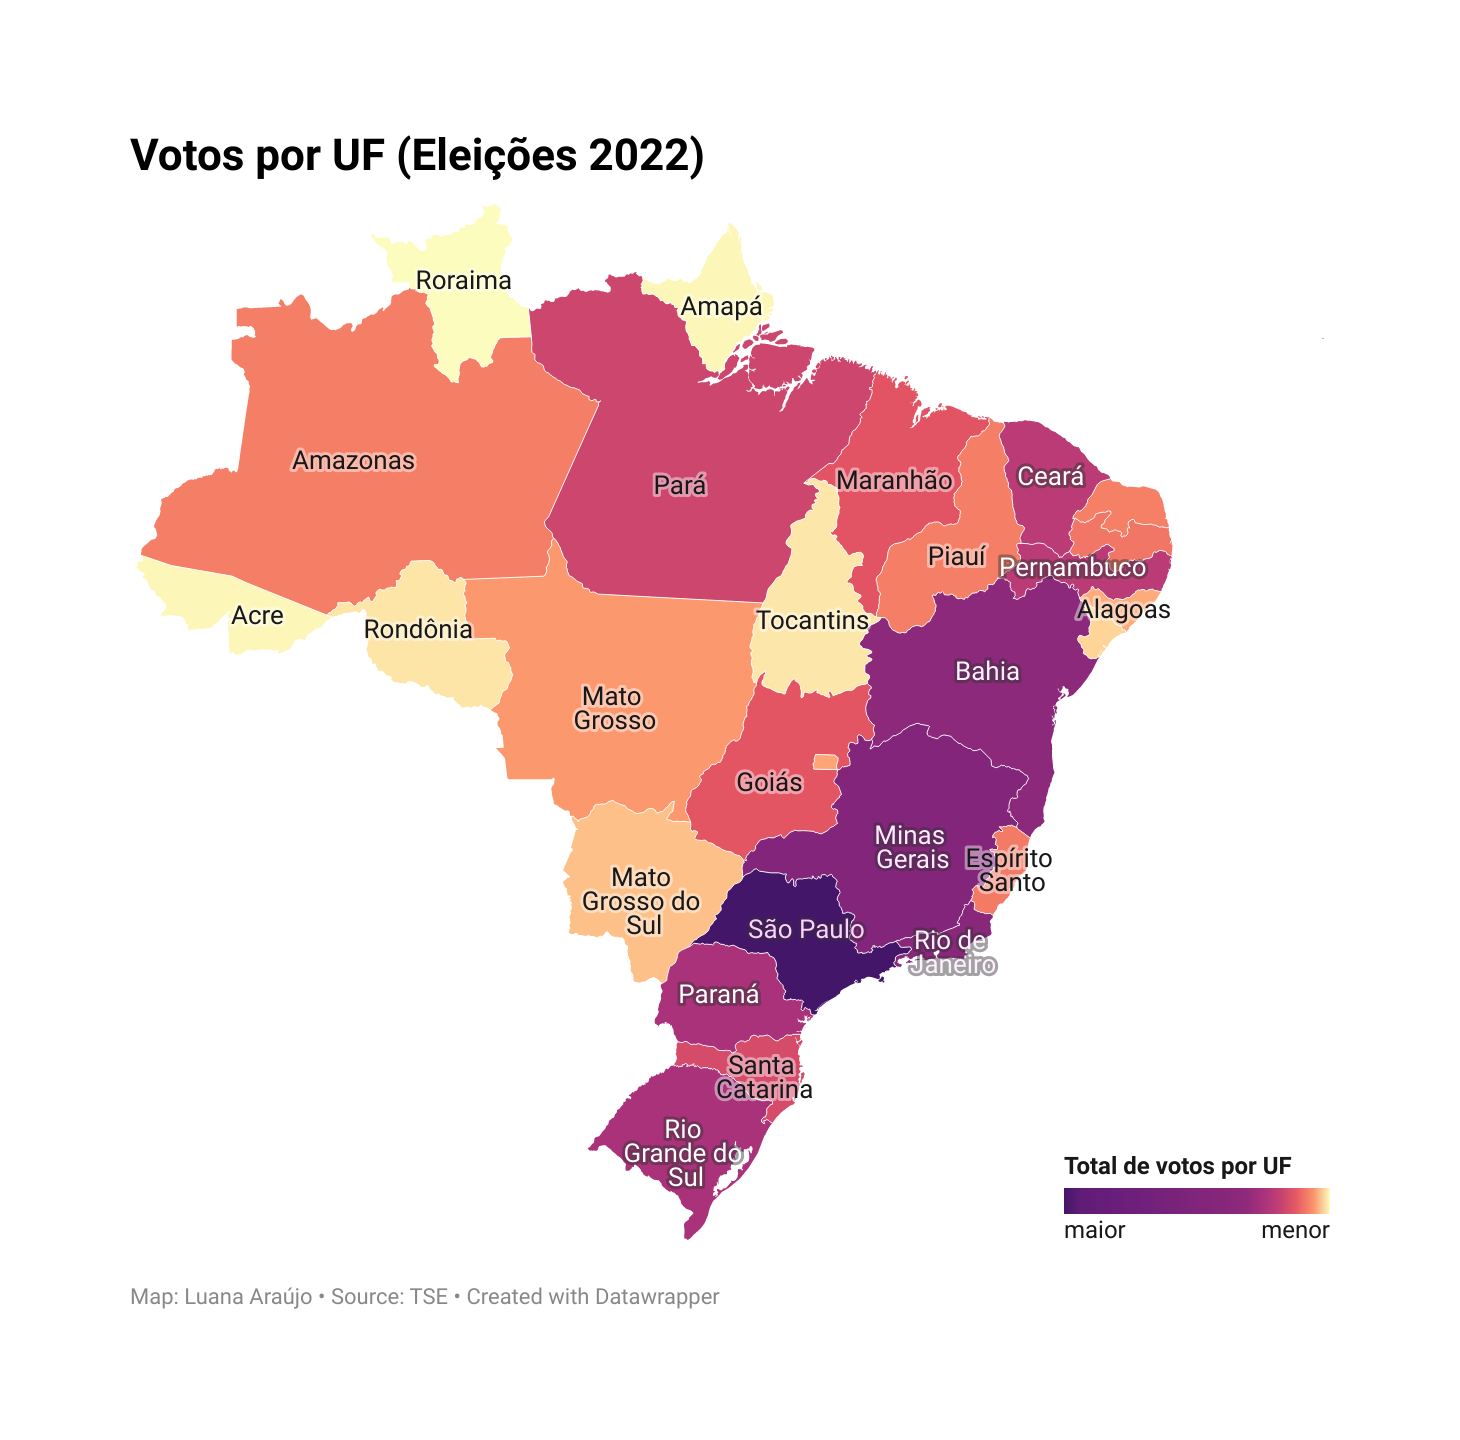 Votos por UF (Eleições 2022)
Roraima
Amapá
Amazonas
Pará
Maranhão
Ceará
Piauí
Pernambuco
Acre
Rondônia
Tocantins
Alagoas
Bahia
Mato
Grosso
Goiás
Minas
Gerais
Espírito
Santo
Mato
Grosso do
Sul
São Paulo
Rio de
Janeiro
Paraná
Santa
Catarina
Rio
Grande do
Sul
Total de votos por UF
maior menor
Map: Luana Araújo • Source: TSE • Created with Datawrapper